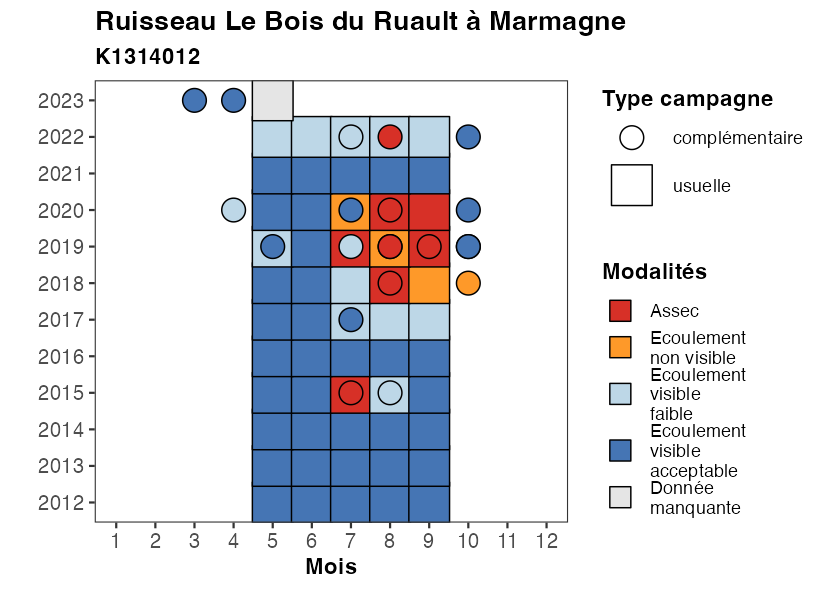 Ruisseau Le Bois du Ruault à Marmagne
K1314012
2023
2022
2021
2020
2019
2018
2017
2016
2015
2014
2013
2012
1 2 3 4 5 6 7 8 9 10 11 12
Mois
Type campagne
complémentaire
usuelle
Modalités
Assec
Ecoulement
non visible
Ecoulement
visible
faible
Ecoulement
visible
acceptable
Donnée
manquante